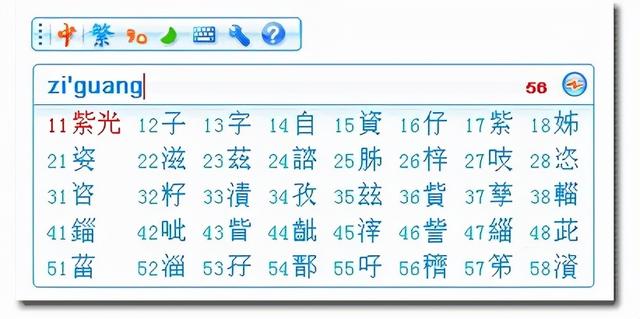 中 繁
zi'guang 56
11紫光 12子 13字 14自 15資 16仔 17紫 18姊
21姿 22滋 23茲 24諮 25胏 26梓 27吱 28恣
31咨 32籽 33漬 34孜 35玆 36貲 37孳 38輜
41錙 42呲 43眥 44齜 45滓 46訾 47緇 48茈
51菑 52淄 53孖 54鄑 55吇 56穧 57笫 58澬